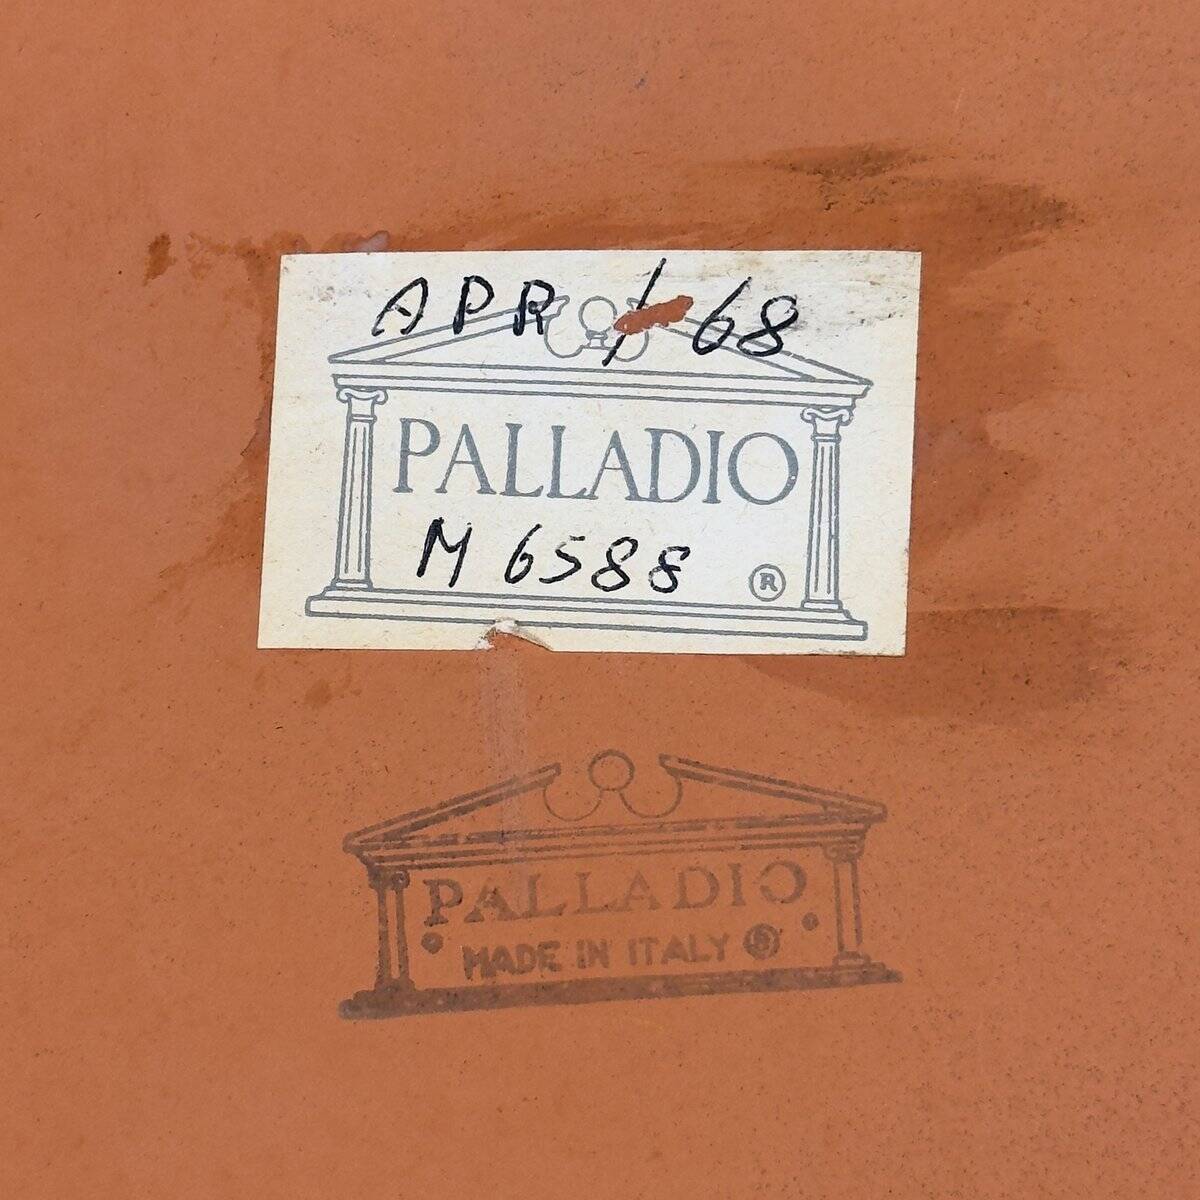 APR / 68
PALLADIO
M 6588 ®
PALLADIO
MADE IN ITALY ®